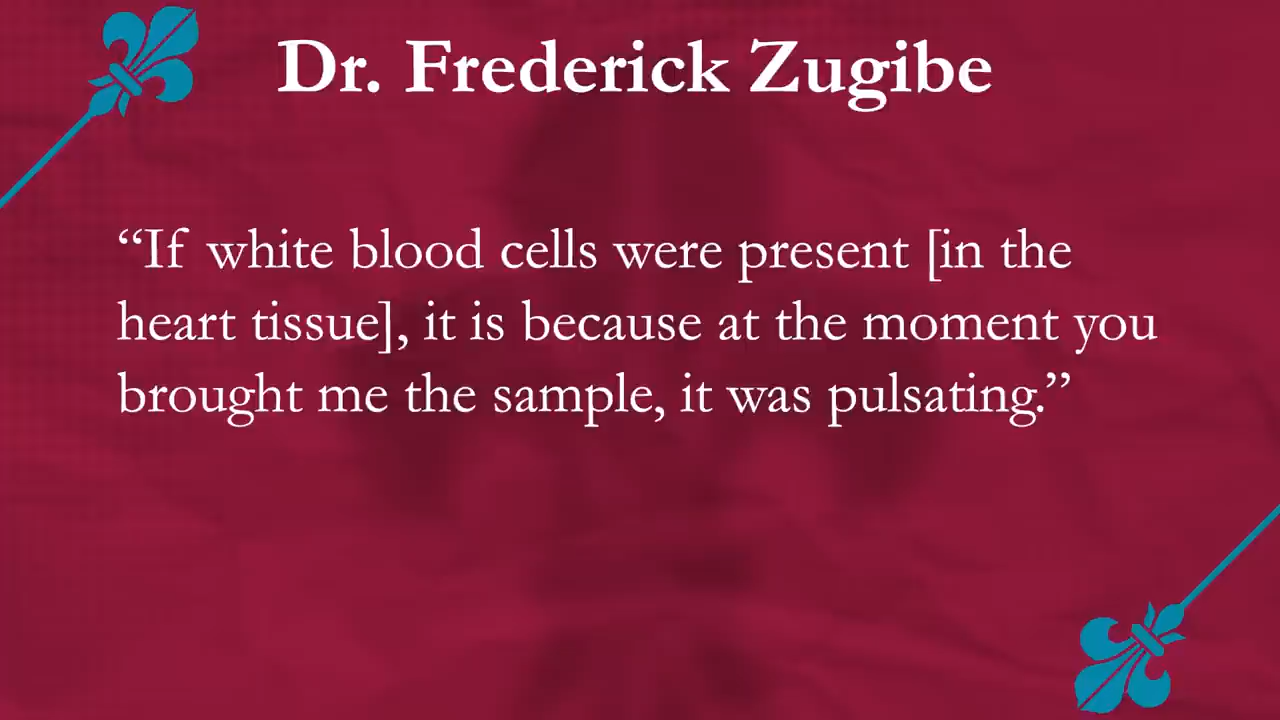 Dr. Frederick Zugibe
“If white blood cells were present [in the
heart tissue], it is because at the moment you
brought me the sample, it was pulsating.”